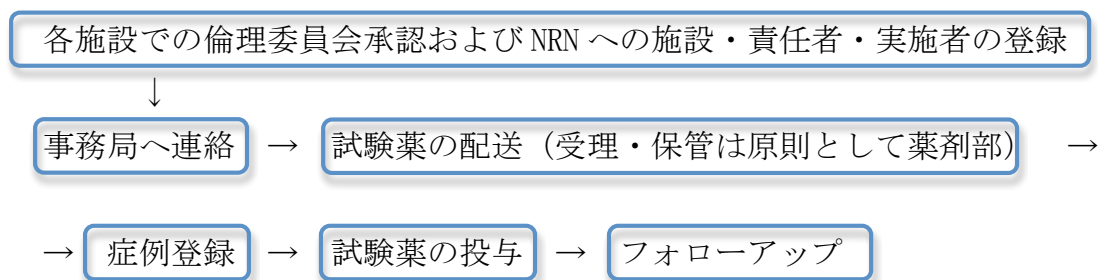 各施設での倫理委員会承認および NRN への施設・責任者・実施者の登録
↓
事務局へ連絡 → 試験薬の配送（受理・保管は原則として薬剤部） →
→ 症例登録 → 試験薬の投与 → フォローアップ